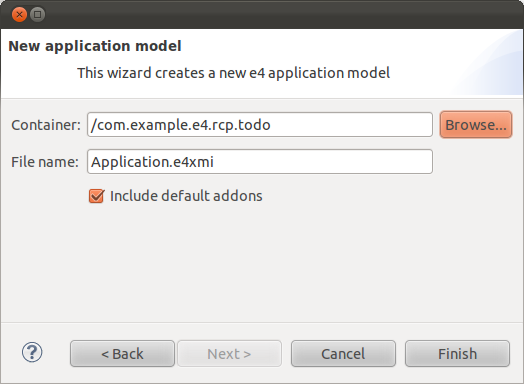 New application model
This wizard creates a new e4 application model
Container: /com.example.e4.rcp.todo Browse...
File name: Application.e4xmi
Include default addons
? < Back Next > Cancel Finish